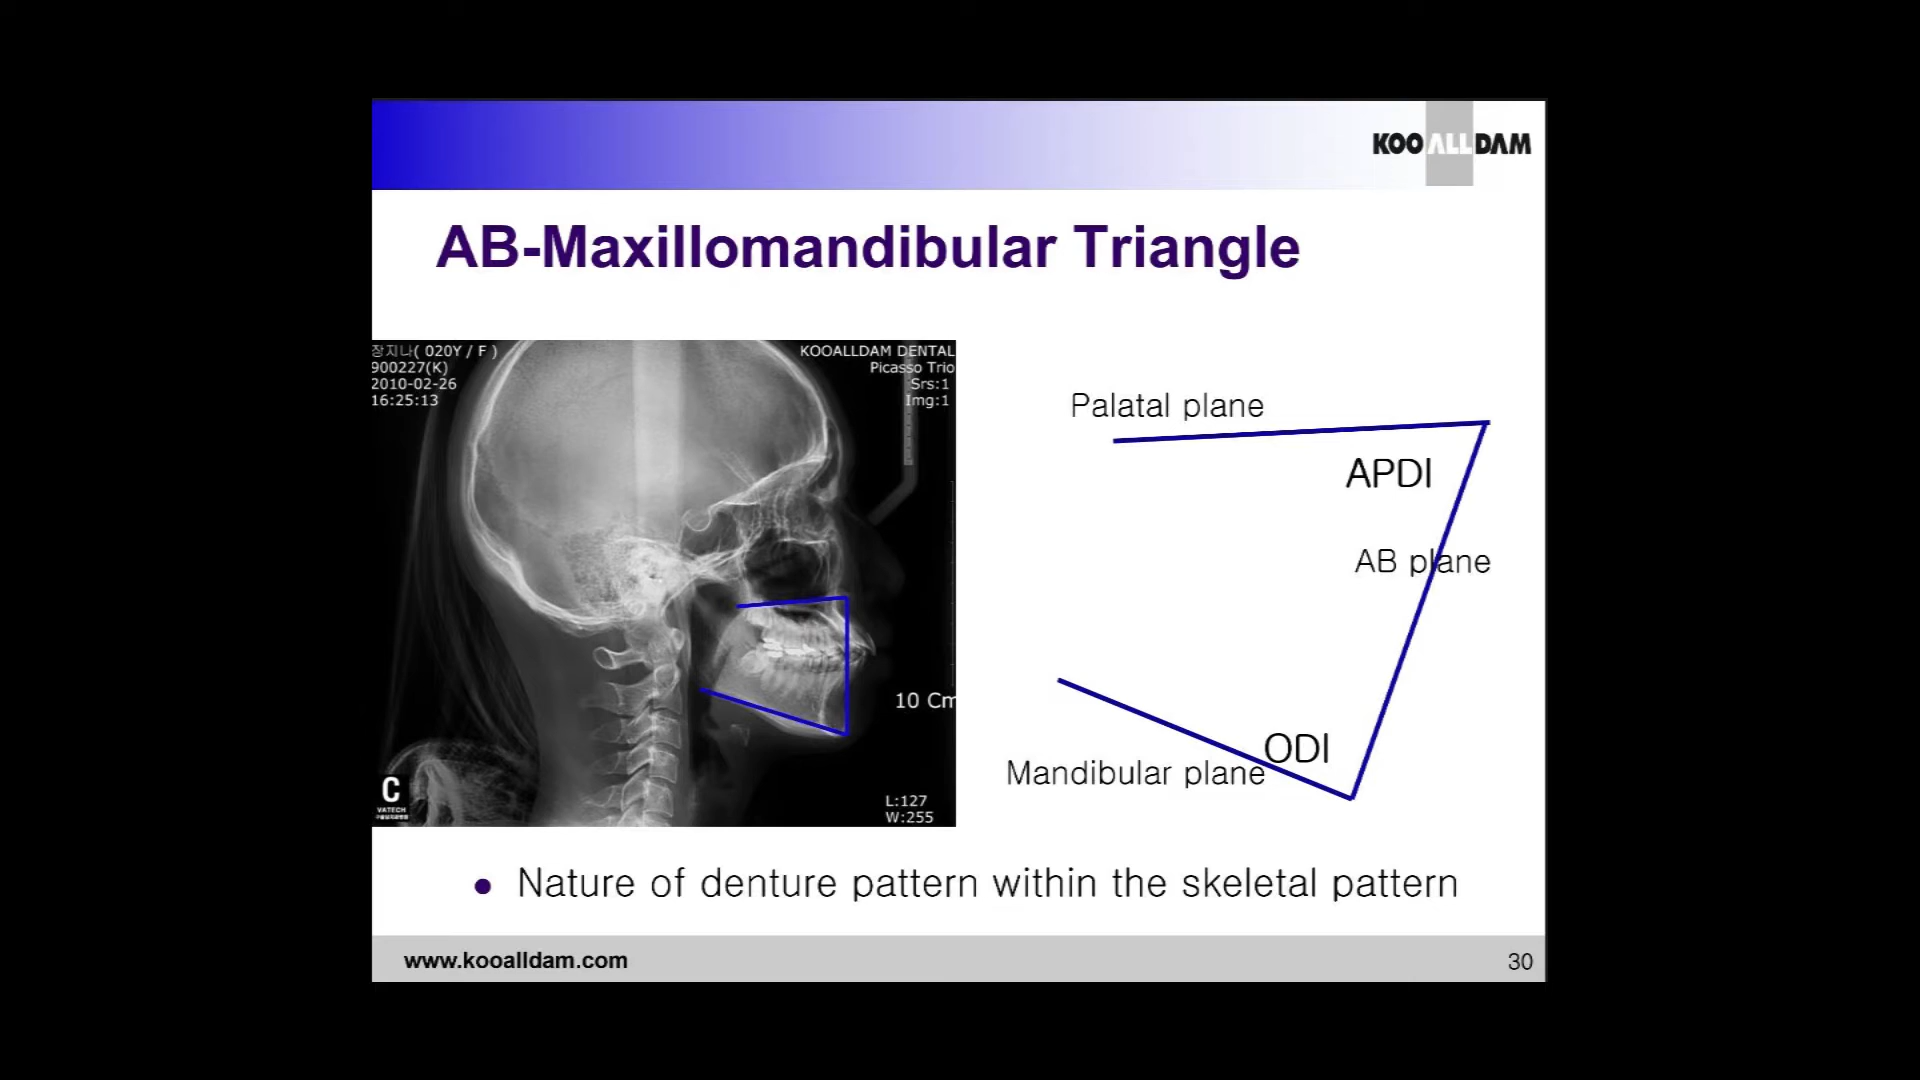 KOOALLDAM
AB-Maxillomandibular Triangle
장지나( 020Y / F )
900227(K)
2010-02-26
16:25:13
KOOALLDAM DENTAL
Picasso Trio
Srs:1
Img:1
10 Cm
C
VATECH
L:127
W:255
Palatal plane
APDI
AB plane
ODI
Mandibular plane
• Nature of denture pattern within the skeletal pattern
www.kooalldam.com
30